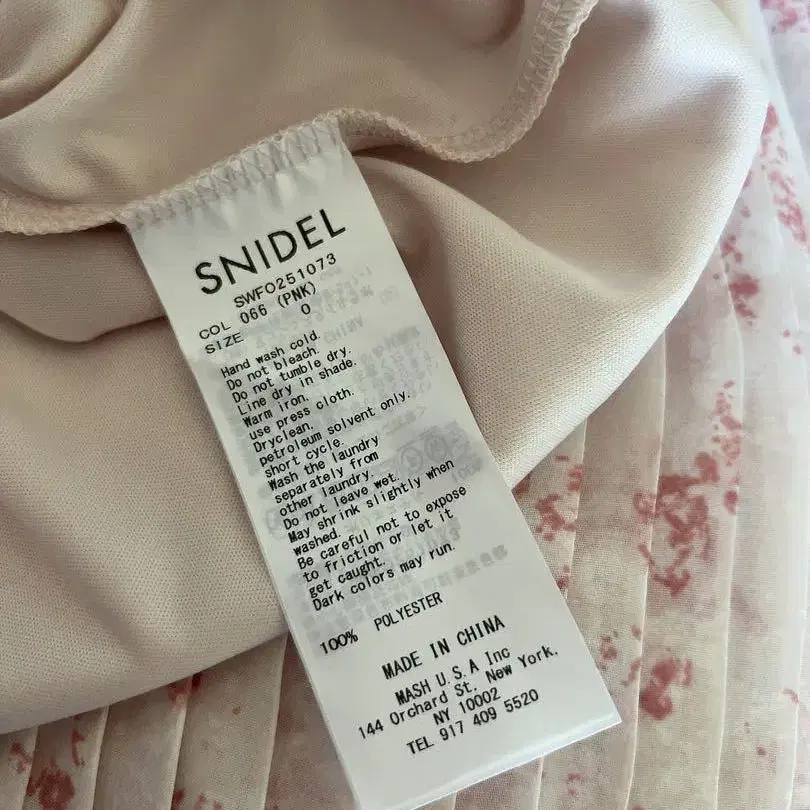 SNIDEL
SWFO251073
COL 066 (PNK)
SIZE 0
Hand wash cold.
Do not bleach.
Do not tumble dry.
Line dry in shade.
Warm iron.
use press cloth.
Dryclean.
petroleum solvent only.
short cycle.
Wash the laundry
separately from
other laundry.
Do not leave wet.
May shrink slightly when
washed.
Be careful not to expose
to friction or let it
get caught.
Dark colors may run.
100% POLYESTER
MADE IN CHINA
MASH U.S.A Inc
144 Orchard St. New York.
NY 10002
TEL 917 409 5520